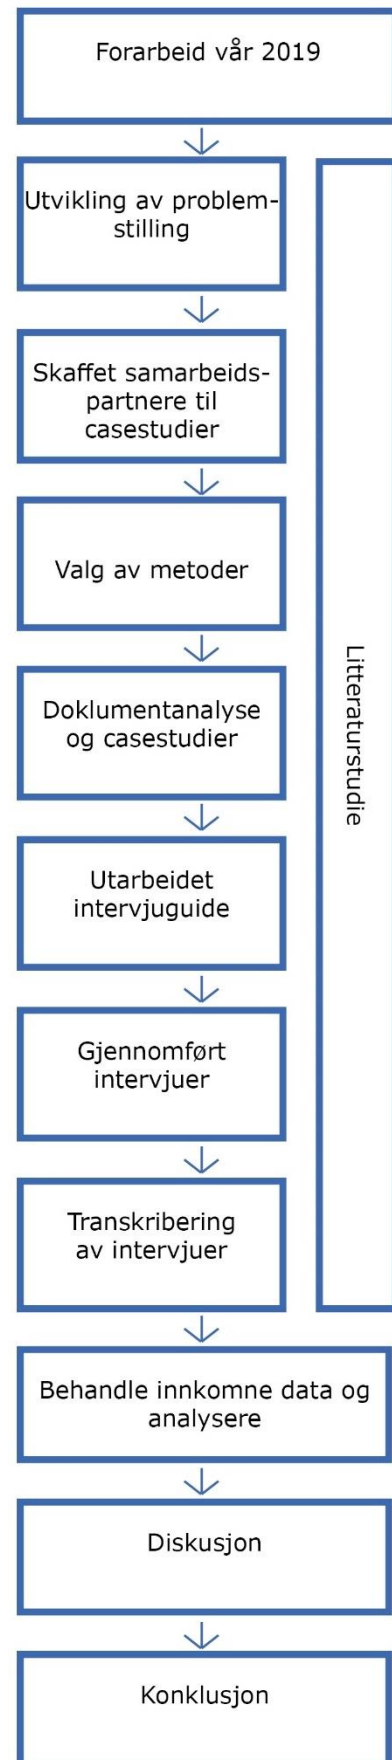 Forarbeid vår 2019
Utvikling av problem-
stilling
Skaffet samarbeids-
partnere til
casestudier
Valg av metoder
Doklumentanalyse
og casestudier
Utarbeidet
intervjuguide
Gjennomført
intervjuer
Transkribering
av intervjuer
Litteraturstudie
Behandle innkomne data og
analysere
Diskusjon
Konklusjon